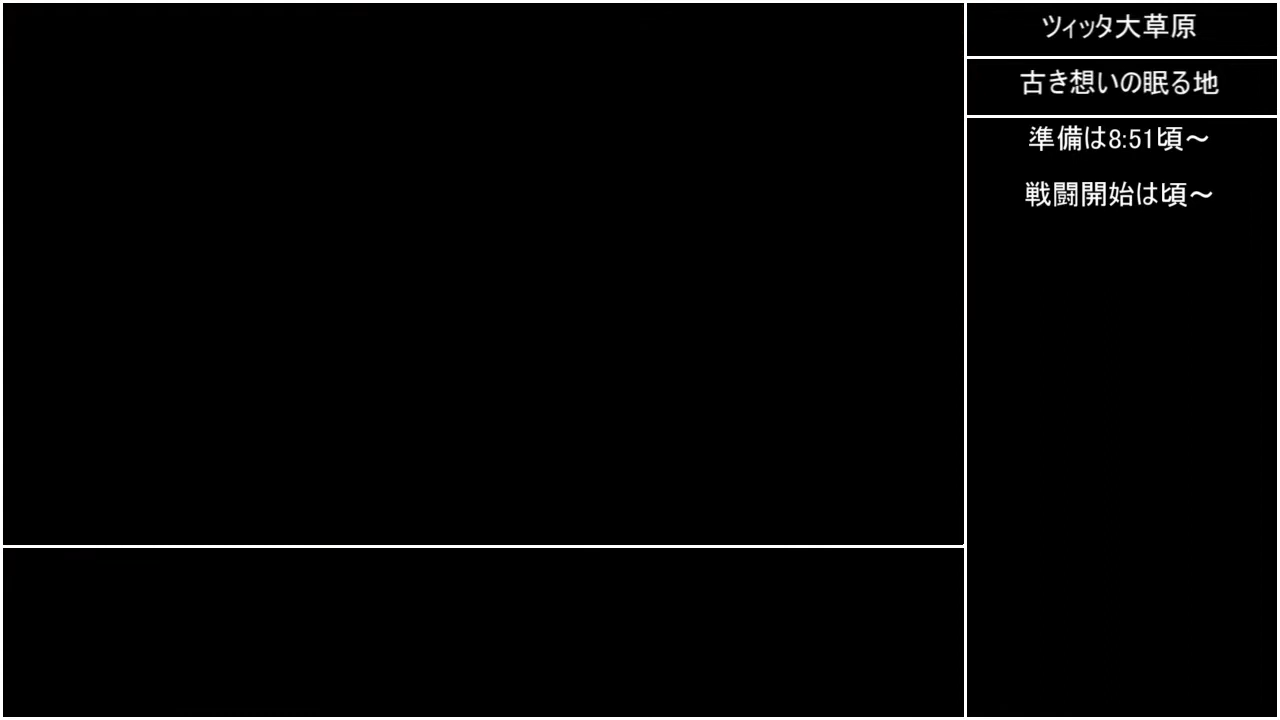 ツィッタ大草原
古き想いの眠る地
準備は8:51頃～
戦闘開始は頃～